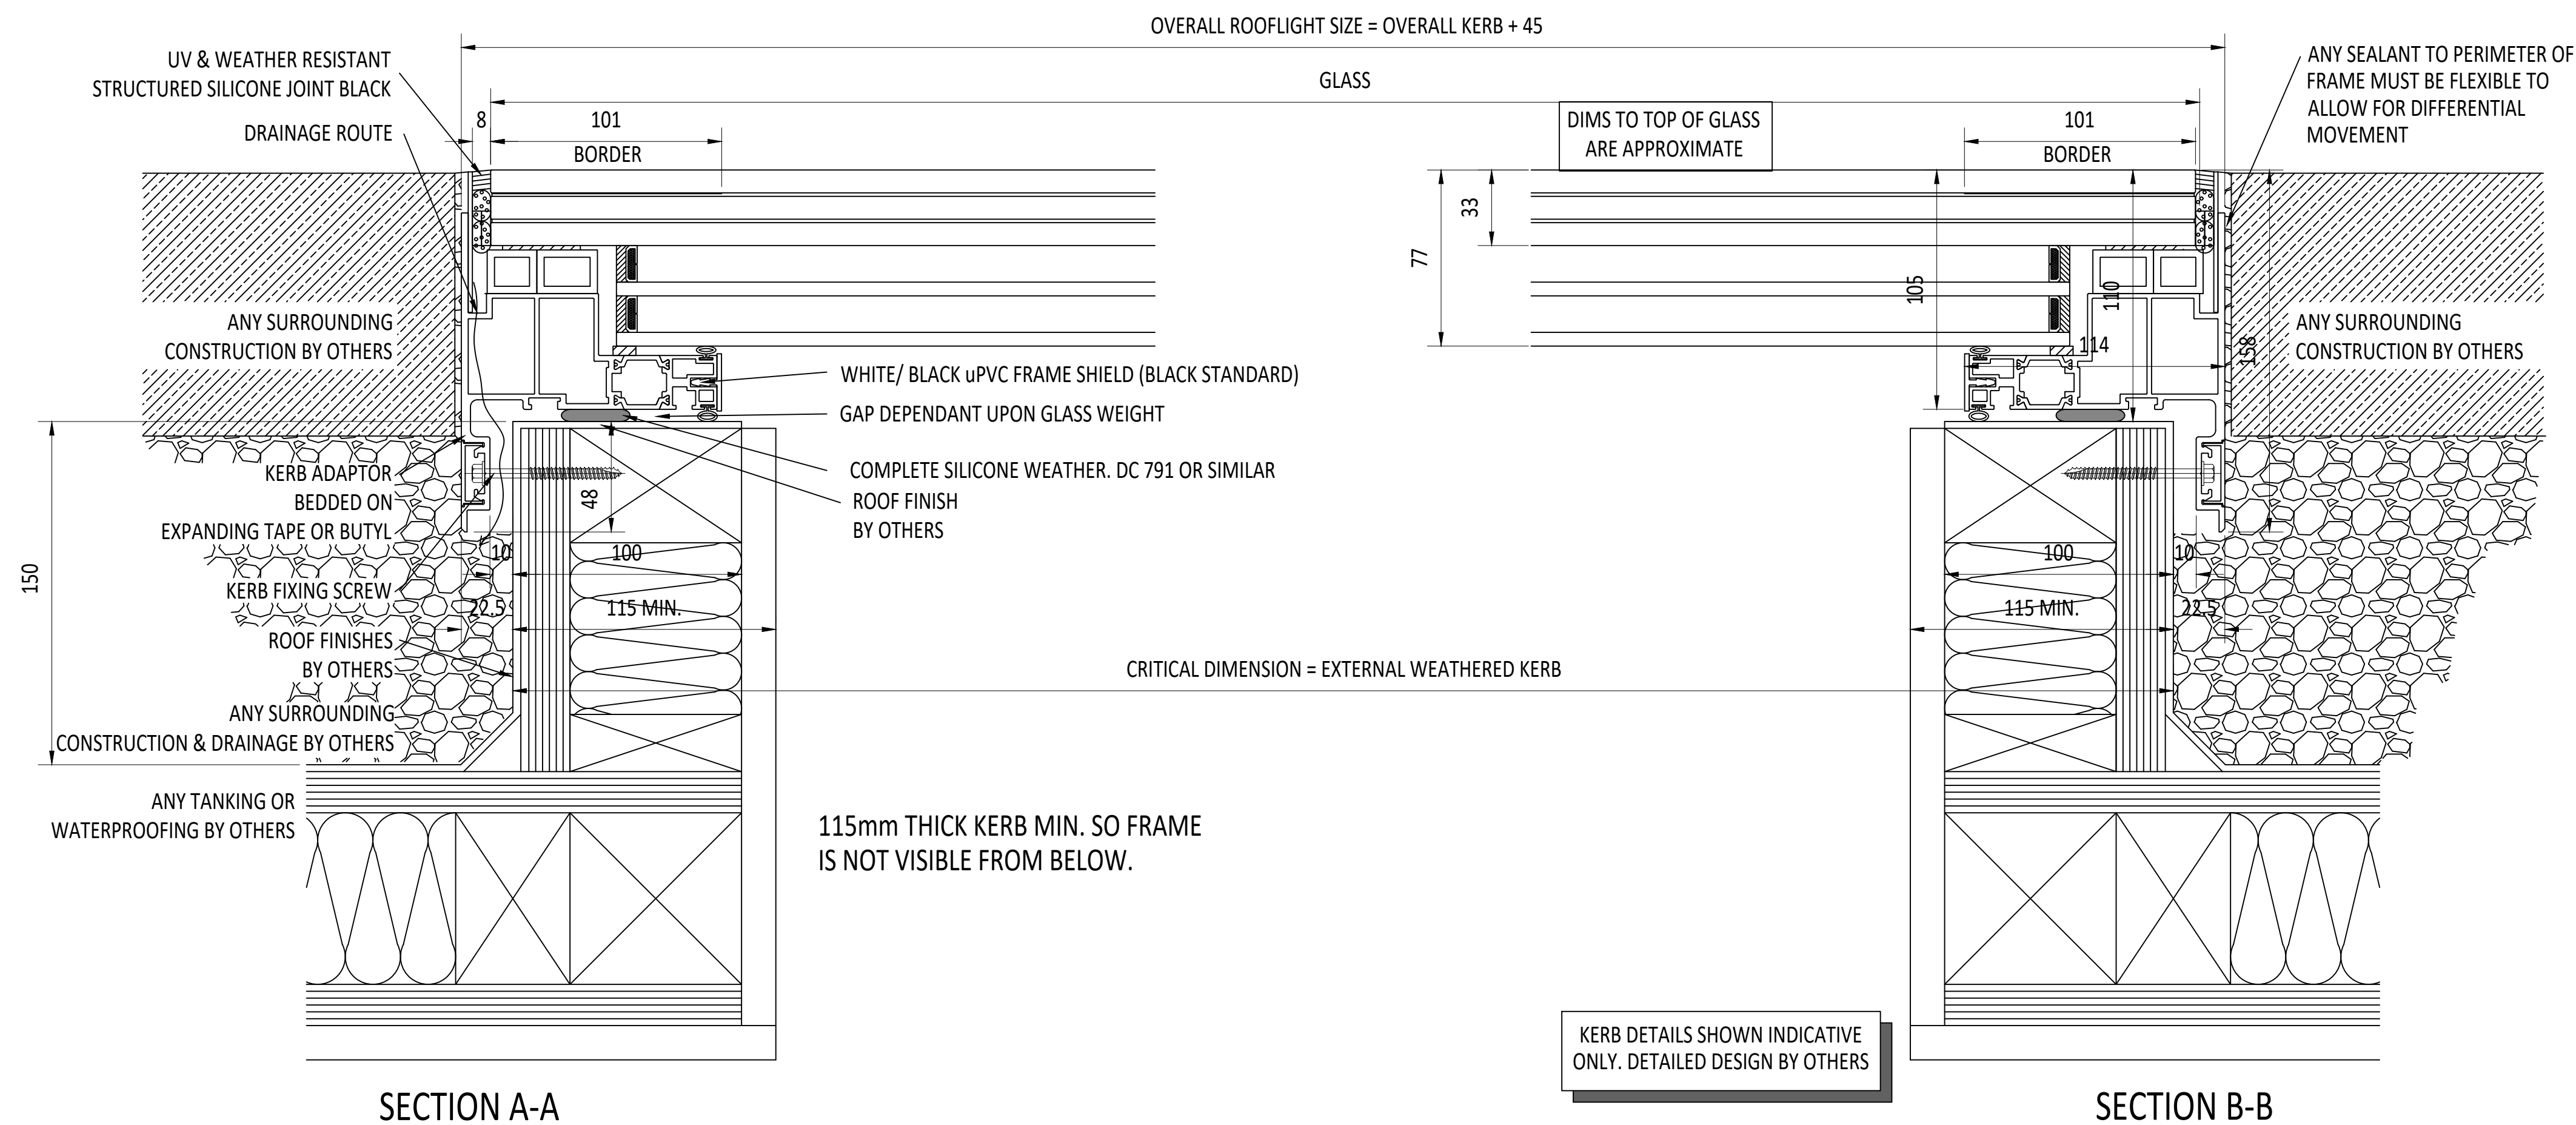 OVERALL ROOFLIGHT SIZE = OVERALL KERB + 45
GLASS
UV & WEATHER RESISTANT
STRUCTURED SILICONE JOINT BLACK
DRAINAGE ROUTE
8
101
BORDER
DIMS TO TOP OF GLASS
ARE APPROXIMATE
101
BORDER
ANY SEALANT TO PERIMETER OF
FRAME MUST BE FLEXIBLE TO
ALLOW FOR DIFFERENTIAL
MOVEMENT
33
77
105
110
114
158
ANY SURROUNDING
CONSTRUCTION BY OTHERS
ANY SURROUNDING
CONSTRUCTION BY OTHERS
WHITE/ BLACK uPVC FRAME SHIELD (BLACK STANDARD)
GAP DEPENDANT UPON GLASS WEIGHT
COMPLETE SILICONE WEATHER. DC 791 OR SIMILAR
ROOF FINISH
BY OTHERS
KERB ADAPTOR
BEDDED ON
EXPANDING TAPE OR BUTYL
KERB FIXING SCREW
ROOF FINISHES
BY OTHERS
ANY SURROUNDING
CONSTRUCTION & DRAINAGE BY OTHERS
ANY TANKING OR
WATERPROOFING BY OTHERS
150
48
10
100
22.5
115 MIN.
100
10
115 MIN.
22.5
CRITICAL DIMENSION = EXTERNAL WEATHERED KERB
115mm THICK KERB MIN. SO FRAME
IS NOT VISIBLE FROM BELOW.
KERB DETAILS SHOWN INDICATIVE
ONLY. DETAILED DESIGN BY OTHERS
SECTION A-A
SECTION B-B